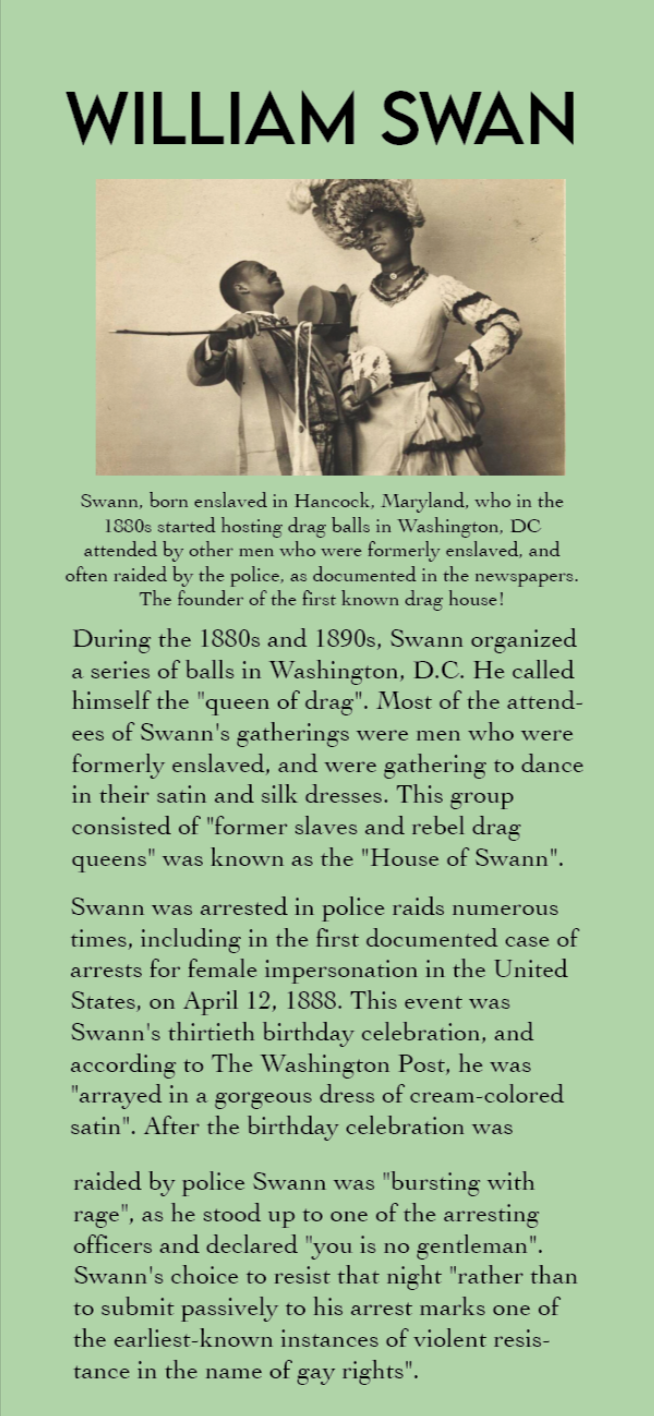 WILLIAM SWAN
Swann, born enslaved in Hancock, Maryland, who in the
1880s started hosting drag balls in Washington, DC
attended by other men who were formerly enslaved, and
often raided by the police, as documented in the newspapers.
The founder of the first known drag house!
During the 1880s and 1890s, Swann organized
a series of balls in Washington, D.C. He called
himself the "queen of drag". Most of the attend-
ees of Swann's gatherings were men who were
formerly enslaved, and were gathering to dance
in their satin and silk dresses. This group
consisted of "former slaves and rebel drag
queens" was known as the "House of Swann".
Swann was arrested in police raids numerous
times, including in the first documented case of
arrests for female impersonation in the United
States, on April 12, 1888. This event was
Swann's thirtieth birthday celebration, and
according to The Washington Post, he was
"arrayed in a gorgeous dress of cream-colored
satin". After the birthday celebration was
raided by police Swann was "bursting with
rage", as he stood up to one of the arresting
officers and declared "you is no gentleman".
Swann's choice to resist that night "rather than
to submit passively to his arrest marks one of
the earliest-known instances of violent resis-
tance in the name of gay rights".